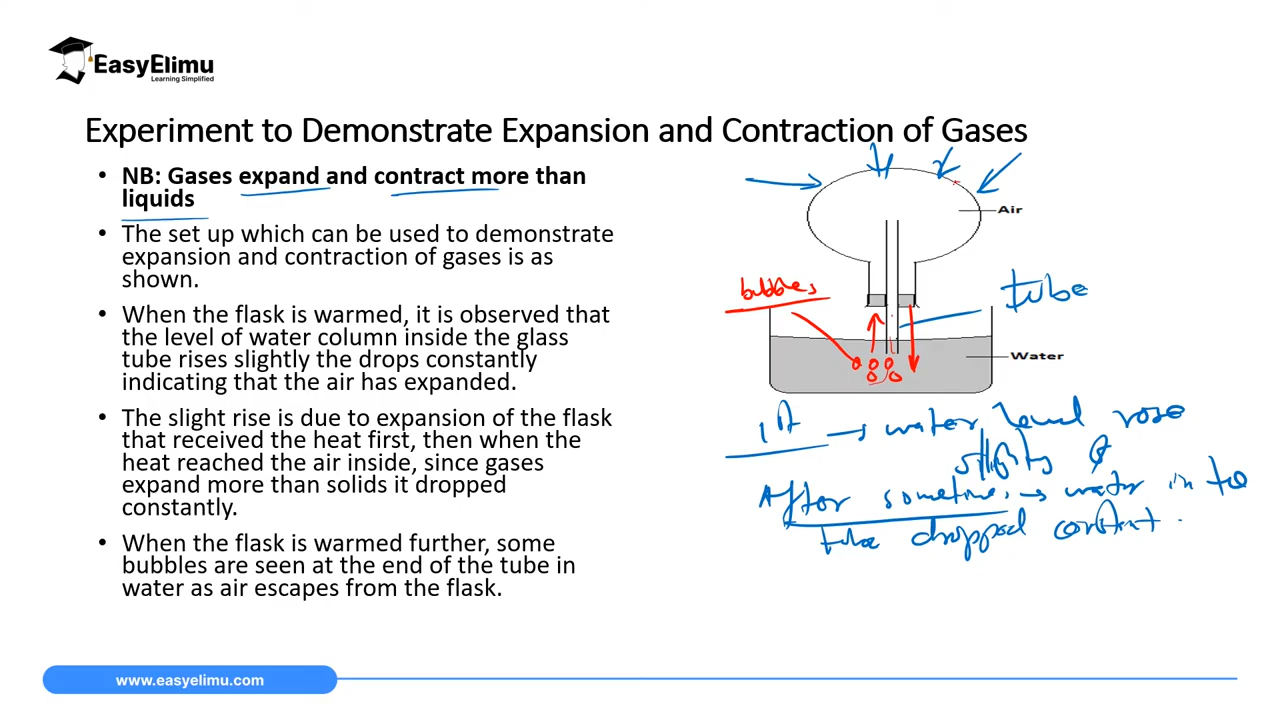 EasyElimu
Learning Simplified
Experiment to Demonstrate Expansion and Contraction of Gases
• NB: Gases expand and contract more than
liquids
• The set up which can be used to demonstrate
expansion and contraction of gases is as
shown.
• When the flask is warmed, it is observed that
the level of water column inside the glass
tube rises slightly the drops constantly
indicating that the air has expanded.
• The slight rise is due to expansion of the flask
that received the heat first, then when the
heat reached the air inside, since gases
expand more than solids it dropped
constantly.
• When the flask is warmed further, some
bubbles are seen at the end of the tube in
water as air escapes from the flask.
Air
bubbles
tube
Water
→ water level rose
slightly &
After sometime → water in
tube dropped constant.
www.easyelimu.com